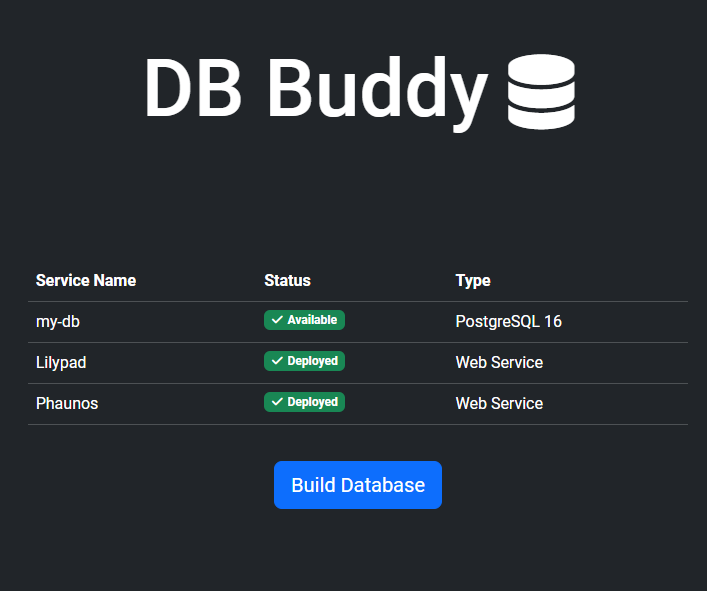 DB Buddy
Service Name Status Type
my-db Available PostgreSQL 16
Lilypad Deployed Web Service
Phaunos Deployed Web Service
Build Database